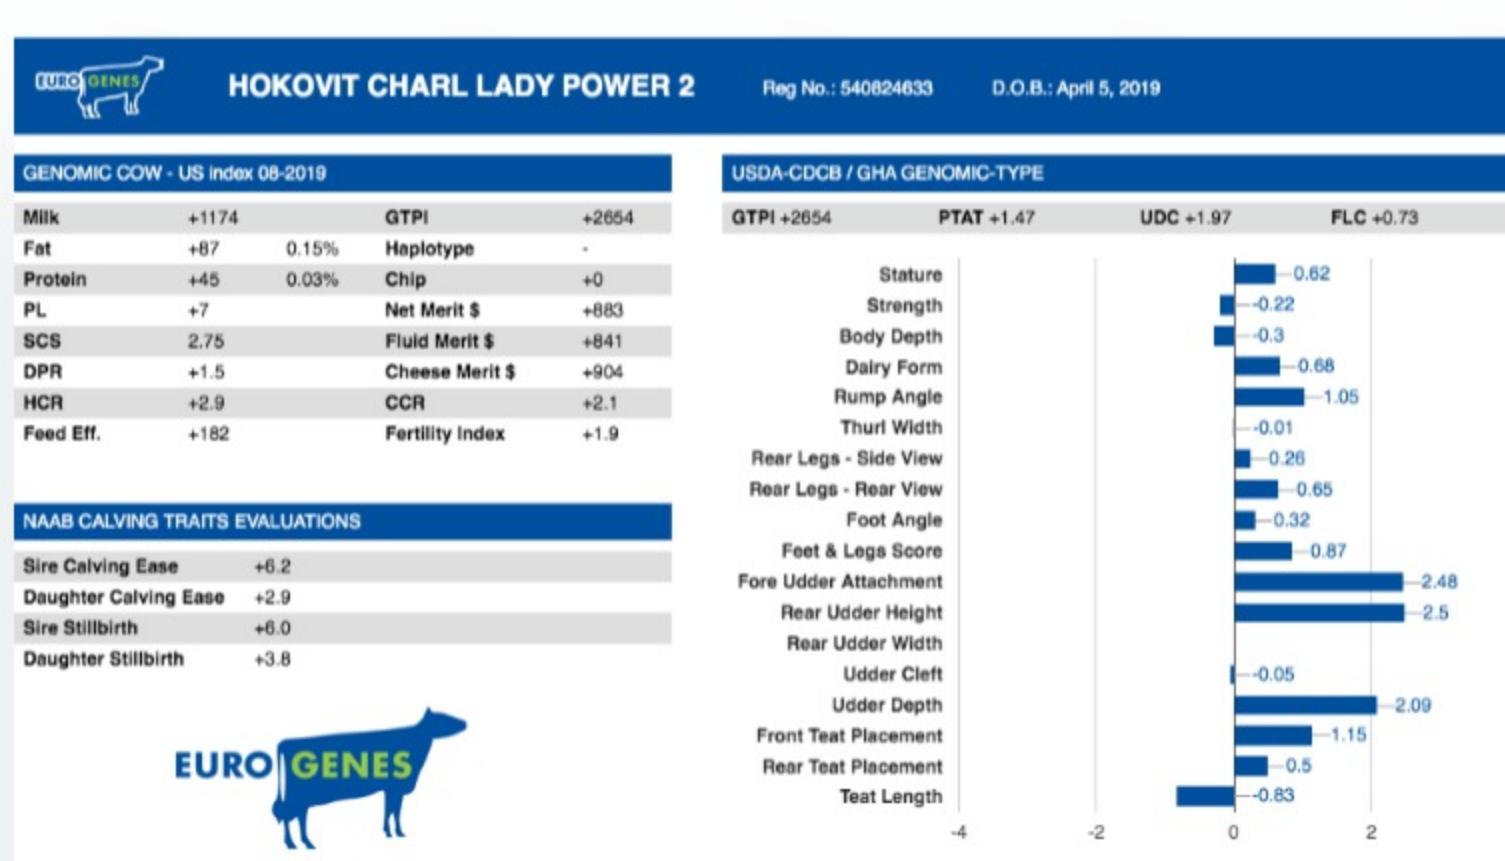 EURO GENES
HOKOVIT CHARL LADY POWER 2 Reg No.: 540824633 D.O.B.: April 5, 2019
GENOMIC COW - US index 08-2019
Milk +1174 GTPI +2654
Fat +87 0.15% Haplotype -
Protein +45 0.03% Chip +0
PL +7 Net Merit $ +883
SCS 2.75 Fluid Merit $ +841
DPR +1.5 Cheese Merit $ +904
HCR +2.9 CCR +2.1
Feed Eff. +182 Fertility Index +1.9
NAAB CALVING TRAITS EVALUATIONS
Sire Calving Ease +6.2
Daughter Calving Ease +2.9
Sire Stillbirth +6.0
Daughter Stillbirth +3.8
EURO GENES
USDA-CDCB / GHA GENOMIC-TYPE
GTPI +2654 PTAT +1.47 UDC +1.97 FLC +0.73
Stature 0.62
Strength -0.22
Body Depth -0.3
Dairy Form 0.68
Rump Angle 1.05
Thurl Width -0.01
Rear Legs - Side View 0.26
Rear Legs - Rear View 0.65
Foot Angle 0.32
Feet & Legs Score 0.87
Fore Udder Attachment 2.48
Rear Udder Height 2.5
Rear Udder Width
Udder Cleft -0.05
Udder Depth 2.09
Front Teat Placement 1.15
Rear Teat Placement 0.5
Teat Length -0.83
-4 -2 0 2